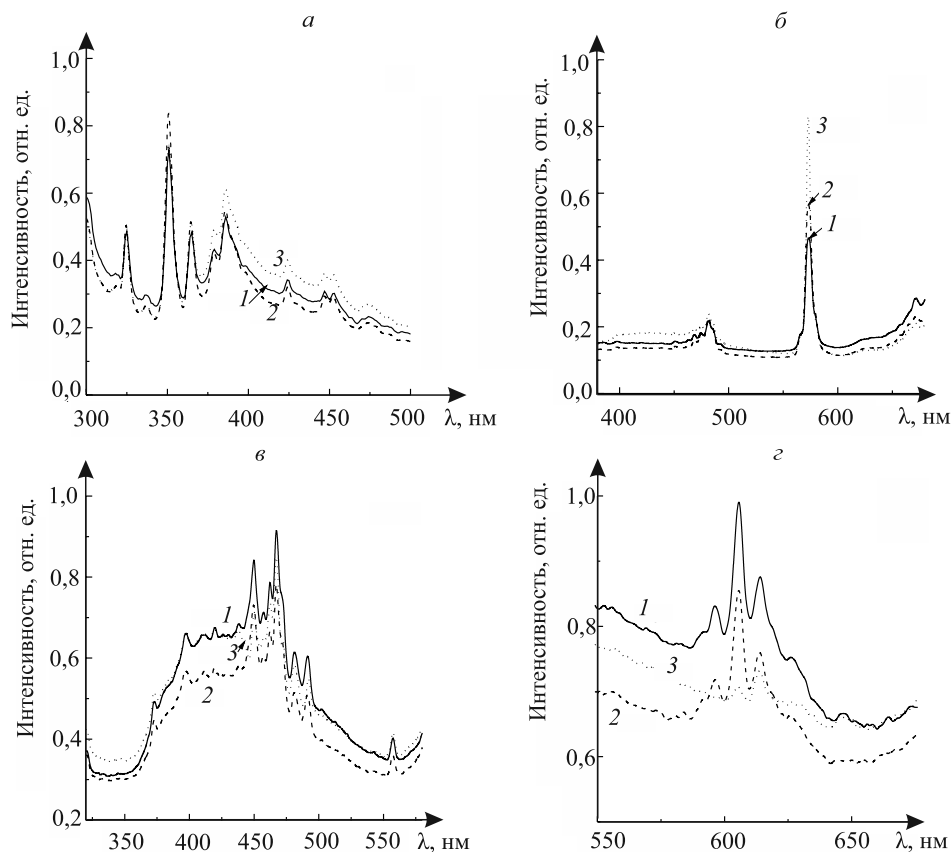 а
Интенсивность, отн. ед.
1,0
0,8
0,6
0,4
0,2
0,0
1
2
3
300 350 400 450 500 λ, нм
б
Интенсивность, отн. ед.
1,0
0,8
0,6
0,4
0,2
0,0
3
2
1
400 500 600 λ, нм
в
Интенсивность, отн. ед.
1,0
0,8
0,6
0,4
0,2
1
3
2
350 400 450 500 550 λ, нм
г
Интенсивность, отн. ед.
1,0
0,8
0,6
1
3
2
550 600 650 λ, нм